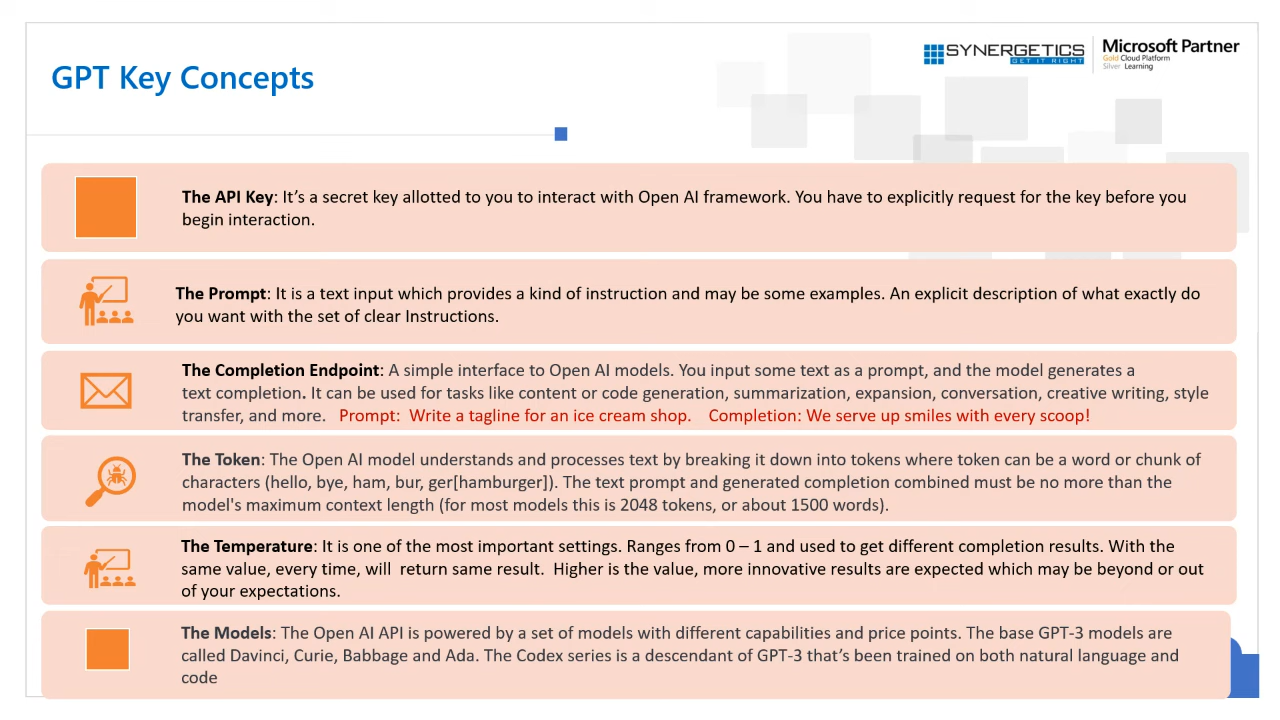 SYNERGETICS
GET IT RIGHT
Microsoft Partner
Gold Cloud Platform
Silver Learning
GPT Key Concepts
The API Key: It’s a secret key allotted to you to interact with Open AI framework. You have to explicitly request for the key before you
begin interaction.
The Prompt: It is a text input which provides a kind of instruction and may be some examples. An explicit description of what exactly do
you want with the set of clear Instructions.
The Completion Endpoint: A simple interface to Open AI models. You input some text as a prompt, and the model generates a
text completion. It can be used for tasks like content or code generation, summarization, expansion, conversation, creative writing, style
transfer, and more. Prompt: Write a tagline for an ice cream shop. Completion: We serve up smiles with every scoop!
The Token: The Open AI model understands and processes text by breaking it down into tokens where token can be a word or chunk of
characters (hello, bye, ham, bur, ger[hamburger]). The text prompt and generated completion combined must be no more than the
model's maximum context length (for most models this is 2048 tokens, or about 1500 words).
The Temperature: It is one of the most important settings. Ranges from 0 – 1 and used to get different completion results. With the
same value, every time, will return same result. Higher is the value, more innovative results are expected which may be beyond or out
of your expectations.
The Models: The Open AI API is powered by a set of models with different capabilities and price points. The base GPT-3 models are
called Davinci, Curie, Babbage and Ada. The Codex series is a descendant of GPT-3 that’s been trained on both natural language and
code